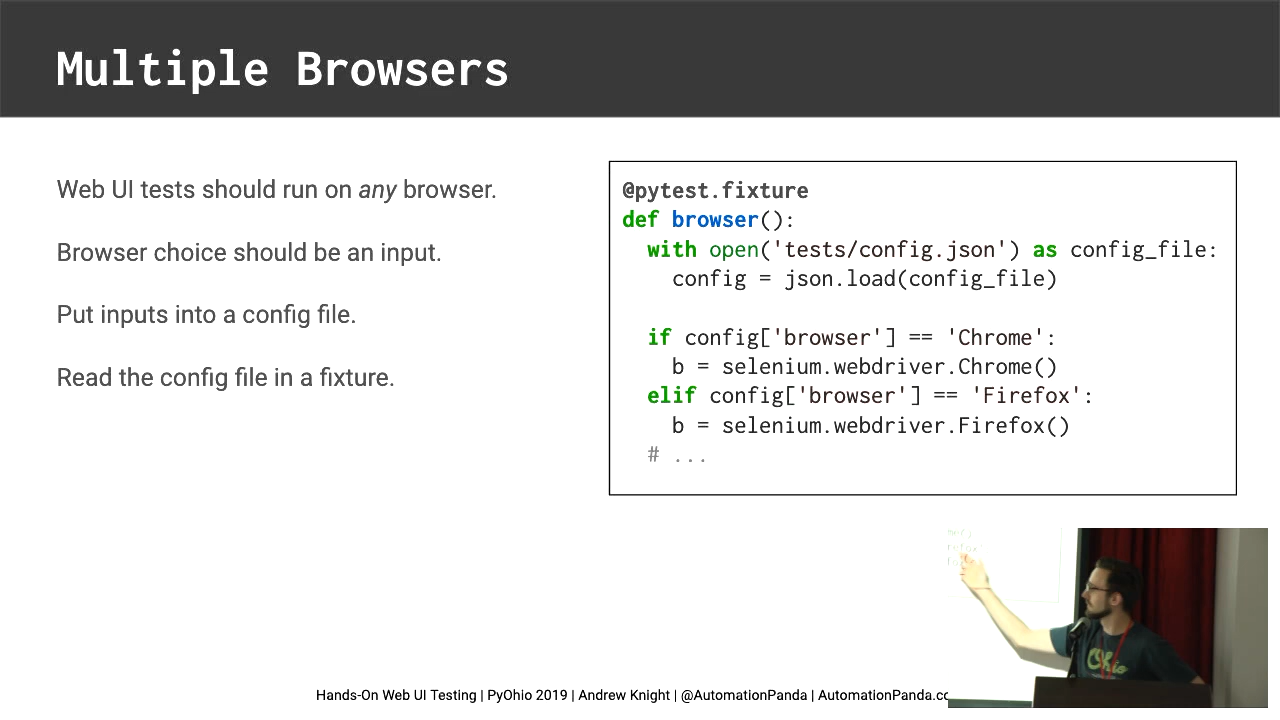 Multiple Browsers
Web UI tests should run on any browser.
Browser choice should be an input.
Put inputs into a config file.
Read the config file in a fixture.
@pytest.fixture
def browser():
  with open('tests/config.json') as config_file:
    config = json.load(config_file)

  if config['browser'] == 'Chrome':
    b = selenium.webdriver.Chrome()
  elif config['browser'] == 'Firefox':
    b = selenium.webdriver.Firefox()
  # ...
Ohio
Hands-On Web UI Testing | PyOhio 2019 | Andrew Knight | @AutomationPanda | AutomationPanda.co